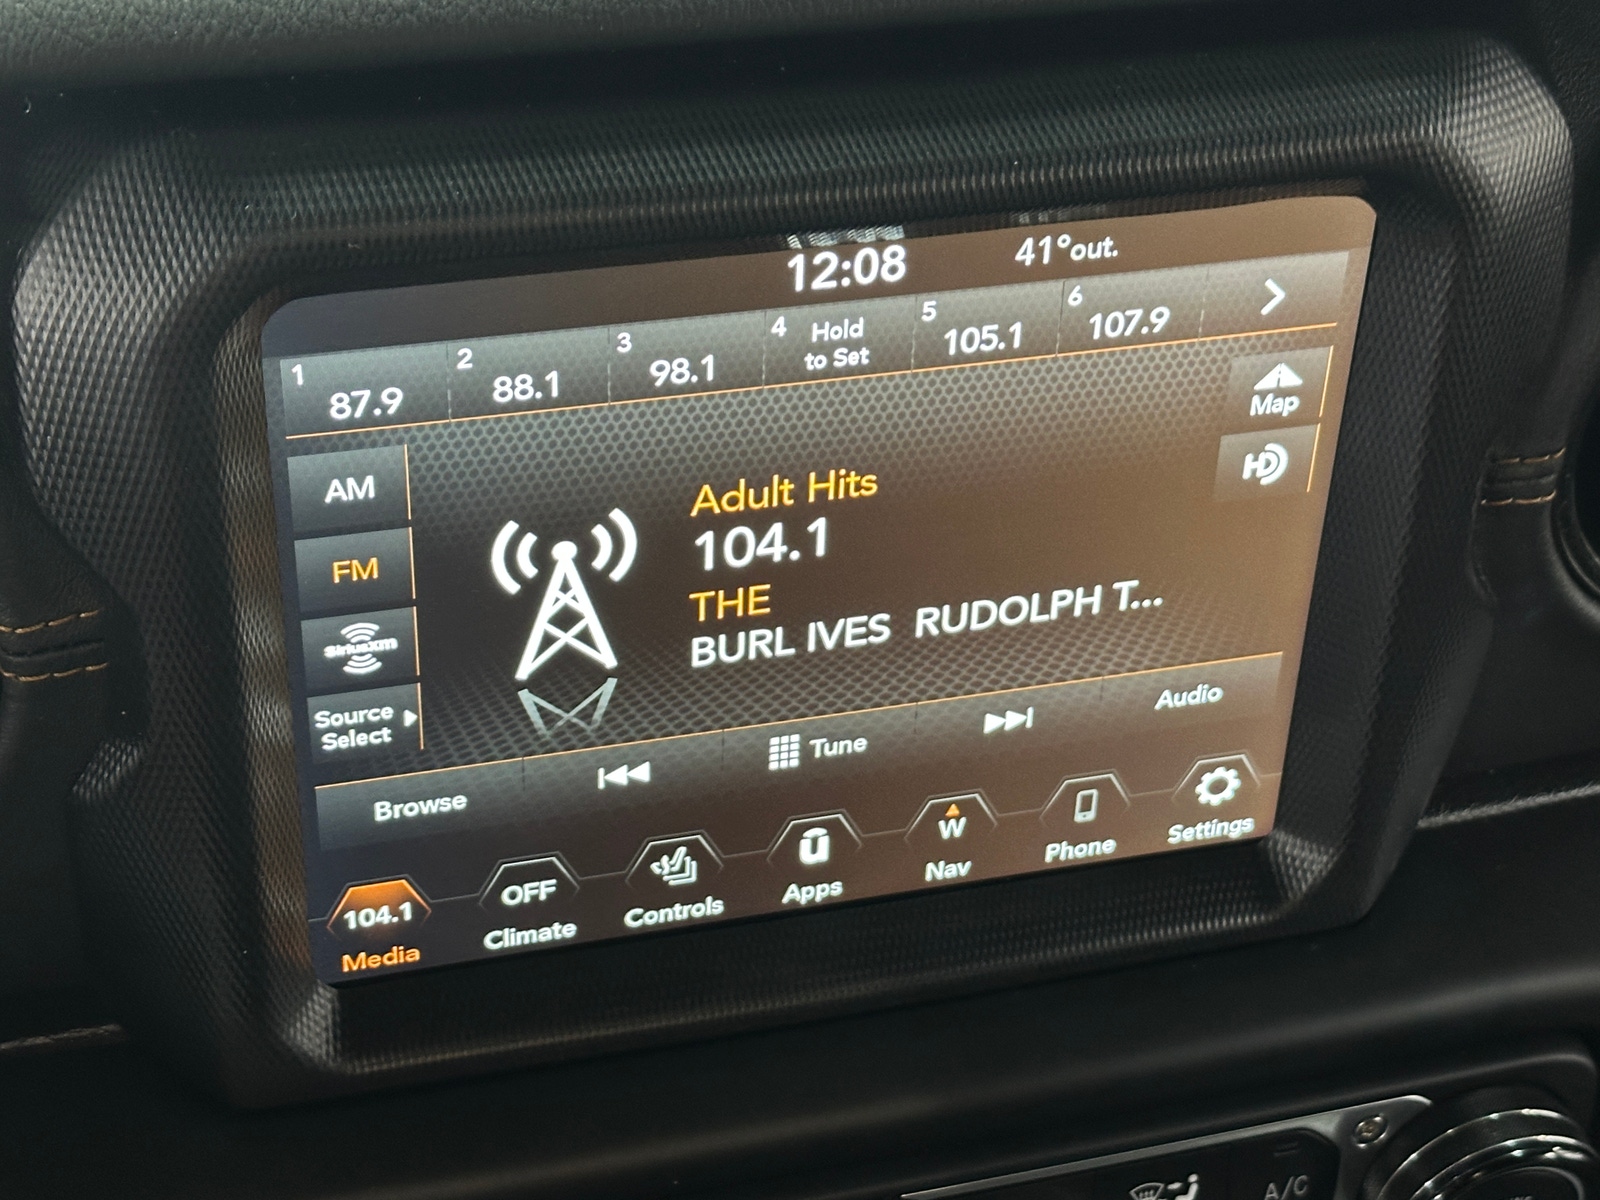 12:08 41°out.
1 87.9 2 88.1 3 98.1 4 Hold to Set 5 105.1 6 107.9
Map
HD
AM
FM
SiriusXM
Source
Select
Adult Hits
104.1
THE
BURL IVES RUDOLPH T...
Browse Tune Audio
104.1 OFF u W
Media Climate Controls Apps Nav Phone Settings
A/C